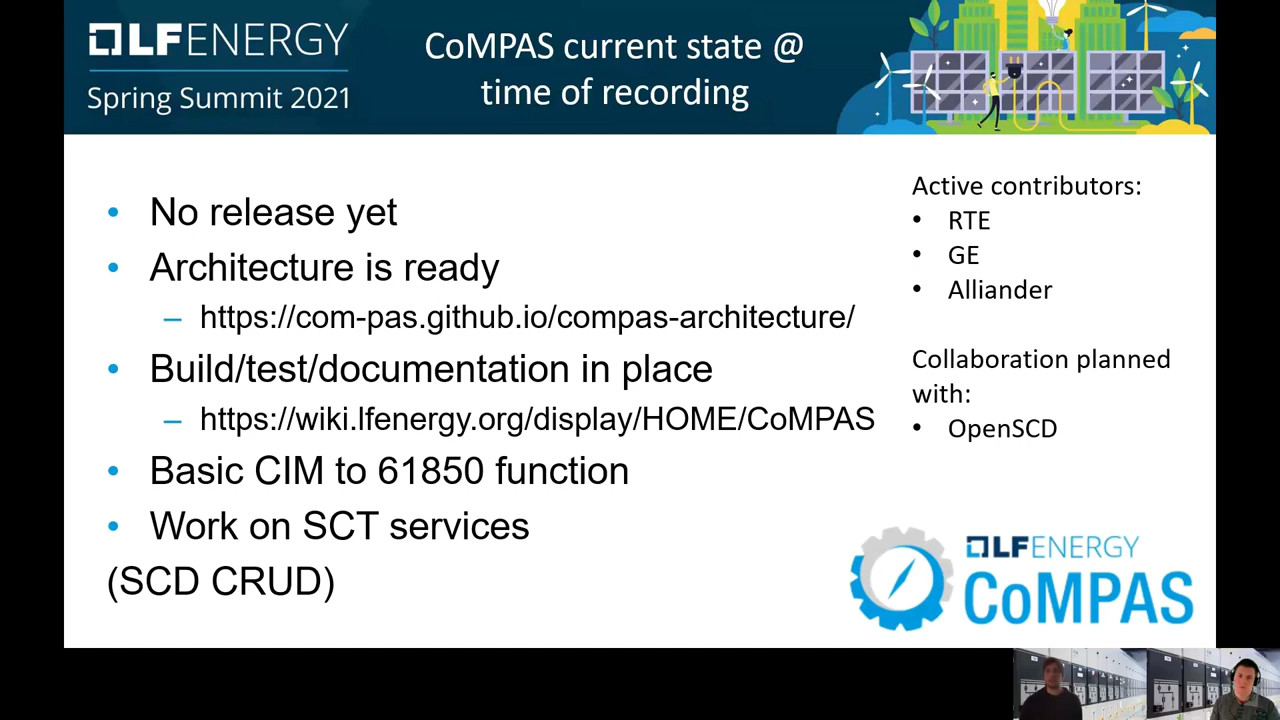 LFENERGY
Spring Summit 2021
CoMPAS current state @
time of recording
• No release yet
• Architecture is ready
– https://com-pas.github.io/compas-architecture/
• Build/test/documentation in place
– https://wiki.lfenergy.org/display/HOME/CoMPAS
• Basic CIM to 61850 function
• Work on SCT services
(SCD CRUD)
Active contributors:
• RTE
• GE
• Alliander
Collaboration planned
with:
• OpenSCD
LFENERGY
CoMPAS